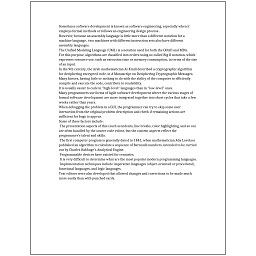 Sometimes software development is known as software engineering, especially when it
employs formal methods or follows an engineering design process.
However, because an assembly language is little more than a different notation for a
machine language, two machines with different instruction sets also have different
assembly languages.
The Unified Modeling Language (UML) is a notation used for both the OOAD and MDA.
For this purpose, algorithms are classified into orders using so-called Big O notation, which
expresses resource use, such as execution time or memory consumption, in terms of the size
of an input.
In the 9th century, the Arab mathematician Al-Kindi described a cryptographic algorithm
for deciphering encrypted code, in A Manuscript on Deciphering Cryptographic Messages.
Many factors, having little or nothing to do with the ability of the computer to efficiently
compile and execute the code, contribute to readability.
It is usually easier to code in "high-level" languages than in "low-level" ones.
Many programmers use forms of Agile software development where the various stages of
formal software development are more integrated together into short cycles that take a few
weeks rather than years.
When debugging the problem in a GUI, the programmer can try to skip some user
interaction from the original problem description and check if remaining actions are
sufficient for bugs to appear.
Some of these factors include:
The presentation aspects of this (such as indents, line breaks, color highlighting, and so on)
are often handled by the source code editor, but the content aspects reflect the
programmer's talent and skills.
The first computer program is generally dated to 1843, when mathematician Ada Lovelace
published an algorithm to calculate a sequence of Bernoulli numbers, intended to be carried
out by Charles Babbage's Analytical Engine.
Programmable devices have existed for centuries.
It is very difficult to determine what are the most popular modern programming languages.
Implementation techniques include imperative languages (object-oriented or procedural),
functional languages, and logic languages.
Text editors were also developed that allowed changes and corrections to be made much
more easily than with punched cards.